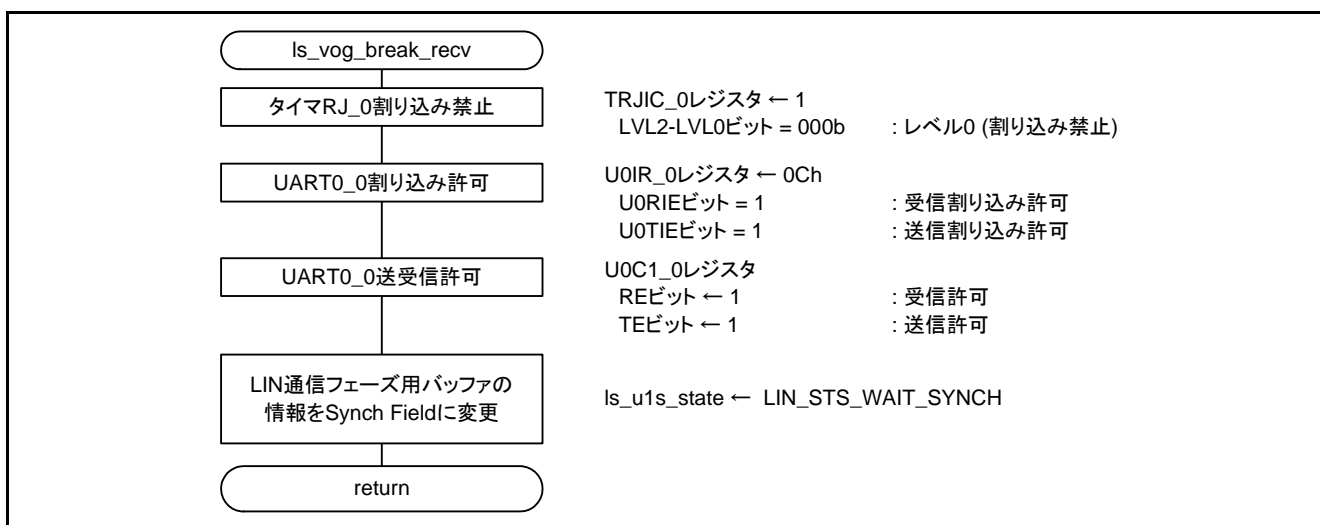 ls_vog_break_recv
タイマRJ_0割り込み禁止
TRJIC_0レジスタ ← 1
LVL2-LVL0ビット = 000b : レベル0 (割り込み禁止)
UART0_0割り込み許可
U0IR_0レジスタ ← 0Ch
U0RIEビット = 1 : 受信割り込み許可
U0TIEビット = 1 : 送信割り込み許可
UART0_0送受信許可
U0C1_0レジスタ
REビット ← 1 : 受信許可
TEビット ← 1 : 送信許可
LIN通信フェーズ用バッファの
情報をSynch Fieldに変更
ls_u1s_state ← LIN_STS_WAIT_SYNCH
return